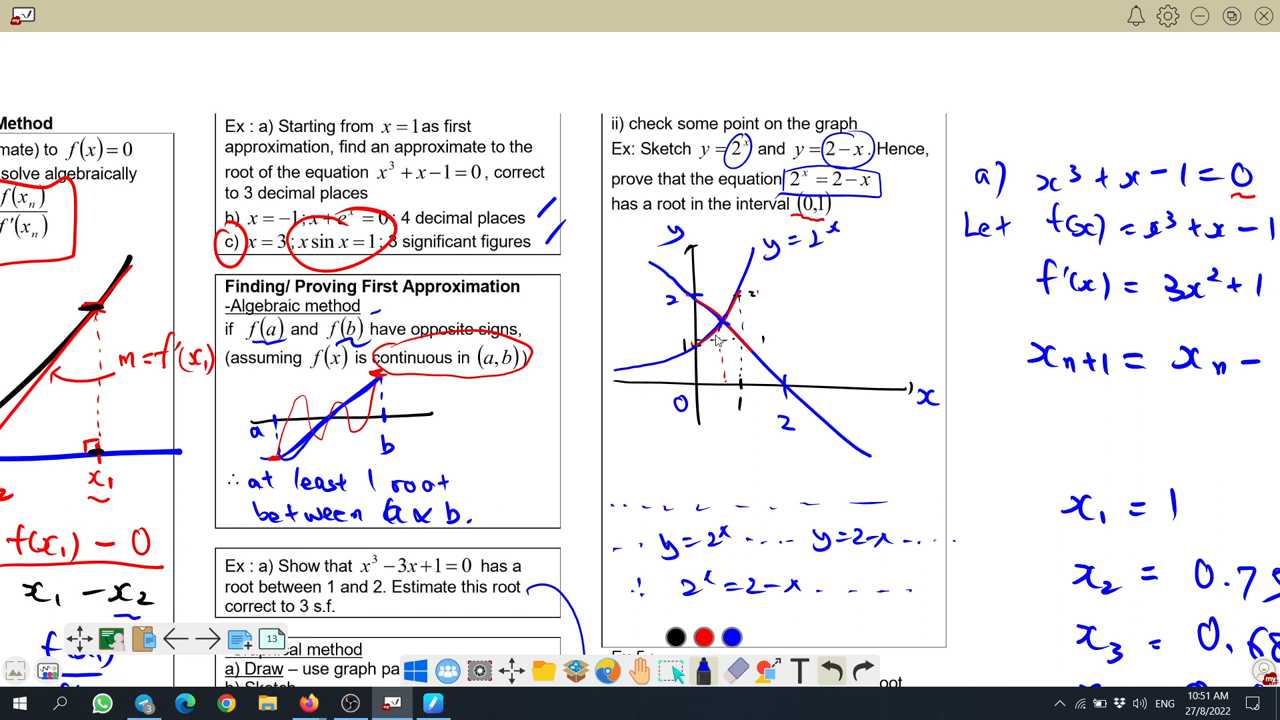 Method
mate) to f(x)=0
solve algebraically
f(xₙ)
f'(xₙ)
m = f'(x₁)
x₁
f(x₁) - 0
x₁ - x₂
Ex : a) Starting from x=1 as first
approximation, find an approximate to the
root of the equation x³+x−1=0, correct
to 3 decimal places
b) x=−1; x+eˣ=0; 4 decimal places
c) x=3; x sin x=1; 3 significant figures
Finding/ Proving First Approximation
-Algebraic method
if f(a) and f(b) have opposite signs,
(assuming f(x) is continuous in (a,b))
a
b
∴ at least 1 root
between a & b.
Ex : a) Show that x³−3x+1=0 has a
root between 1 and 2. Estimate this root
correct to 3 s.f.
method
a) Draw – use graph pa
ii) check some point on the graph
Ex: Sketch y=2ˣ and y=2−x. Hence,
prove that the equation 2ˣ=2−x
has a root in the interval (0,1)
y
y = 2ˣ
2
2
1
1
0
1
2
x
y=2ˣ .... y=2-x .....
∴ 2ˣ = 2-x
a) x³ + x - 1 = 0
Let f(x) = x³ + x - 1
f'(x) = 3x² + 1
xₙ₊₁ = xₙ -
x₁ = 1
x₂ = 0.75
x₃ = 0.68
13
T
ENG
10:51 AM
27/8/2022